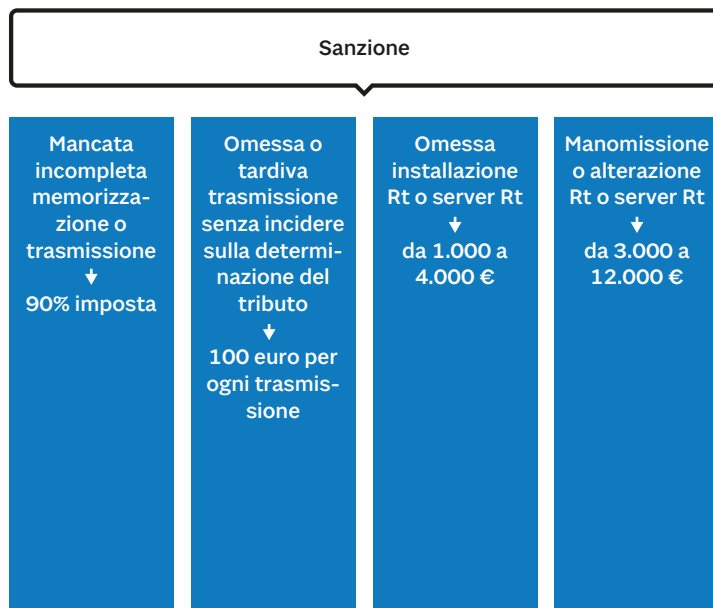 Sanzione
Mancata
incompleta
memorizza-
zione o
trasmissione
90% imposta
Omessa o
tardiva
trasmissione
senza incidere
sulla determi-
nazione del
tributo
100 euro per
ogni trasmis-
sione
Omessa
installazione
Rt o server Rt
da 1.000 a
4.000 €
Manomissione
o alterazione
Rt o server Rt
da 3.000 a
12.000 €